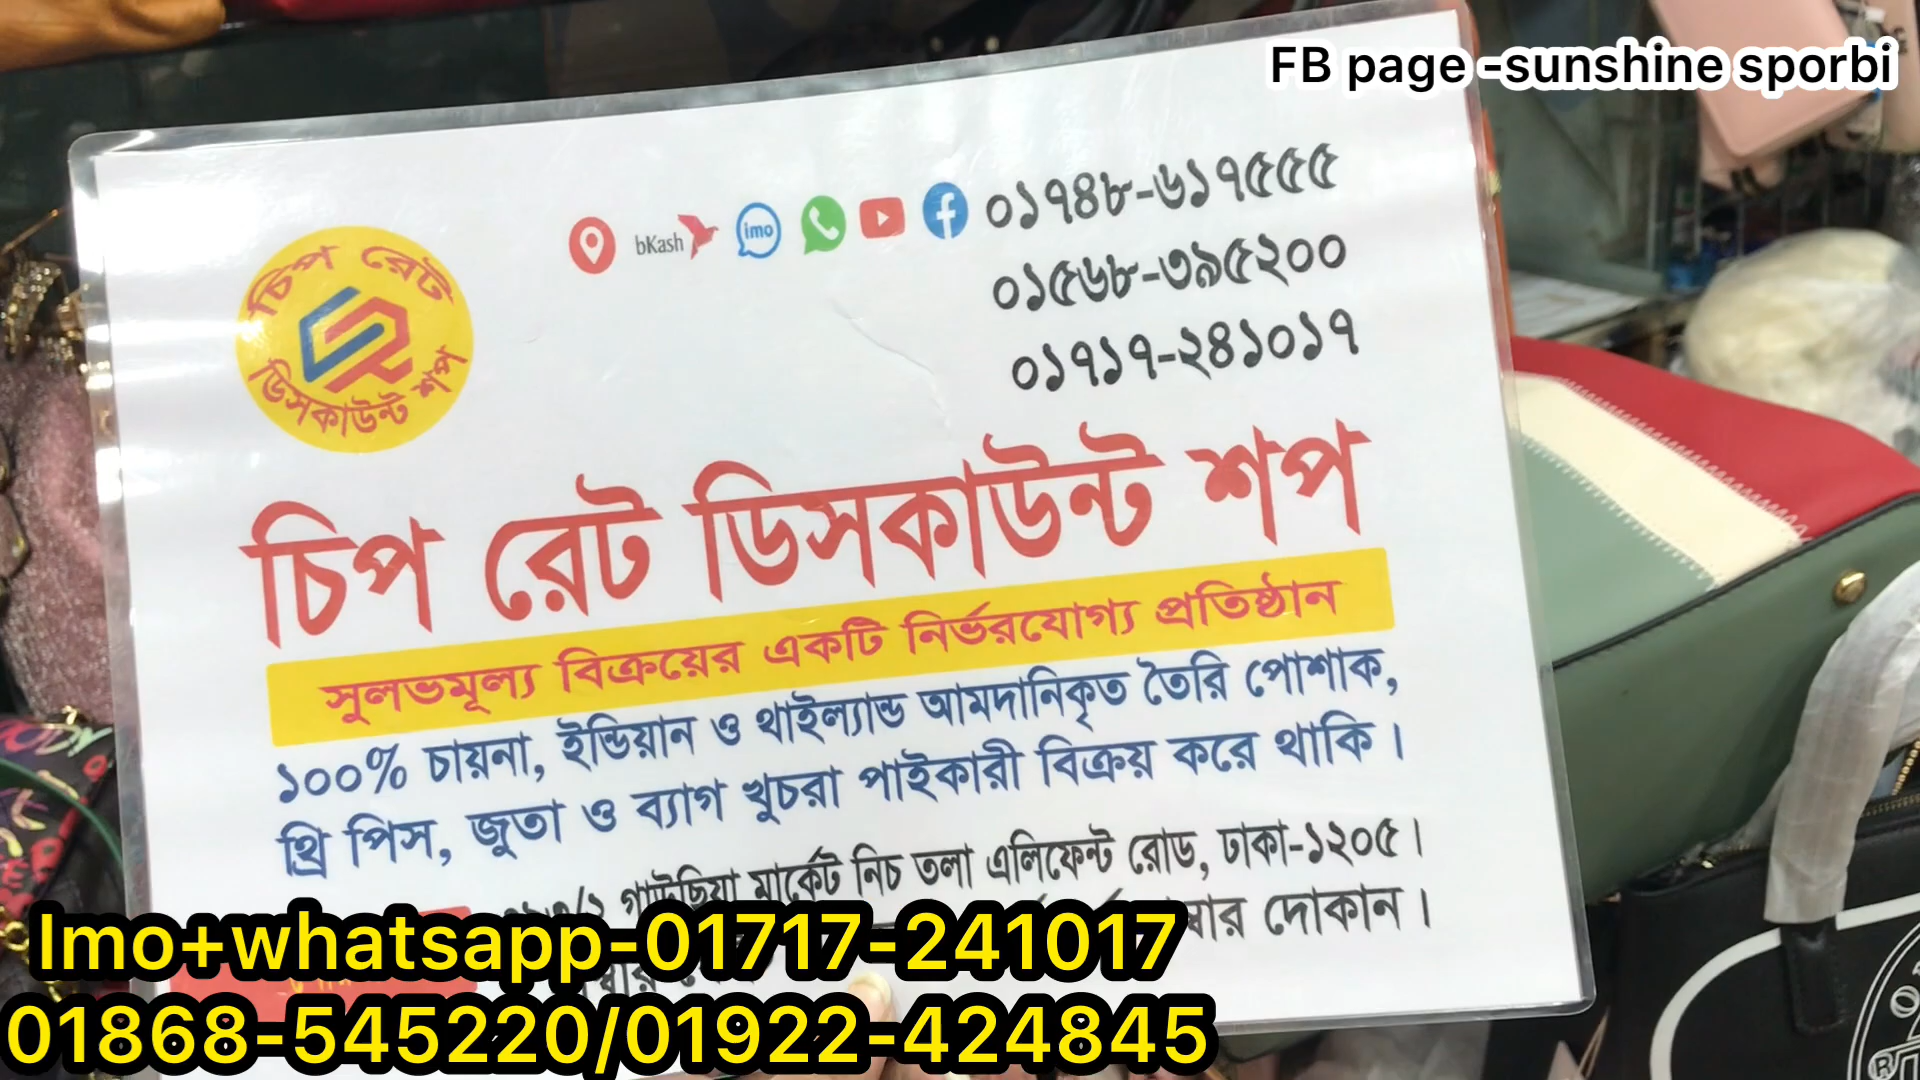 FB page -sunshine sporbi
চিপ রেট
ডিসকাউন্ট শপ
bKash
imo
০১৭৪৮-৬১৭৫৫৫
০১৫৬৮-৩৯৫২০০
০১৭১৭-২৪১০১৭
চিপ রেট ডিসকাউন্ট শপ
সুলভমূল্য বিক্রয়ের একটি নির্ভরযোগ্য প্রতিষ্ঠান
১০০% চায়না, ইন্ডিয়ান ও থাইল্যান্ড আমদানিকৃত তৈরি পোশাক,
থ্রি পিস, জুতা ও ব্যাগ খুচরা পাইকারী বিক্রয় করে থাকি।
গাউছিয়া মার্কেট নিচ তলা এলিফেন্ট রোড, ঢাকা-১২০৫।
দোকান।
Imo+whatsapp-01717-241017
01868-545220/01922-424845